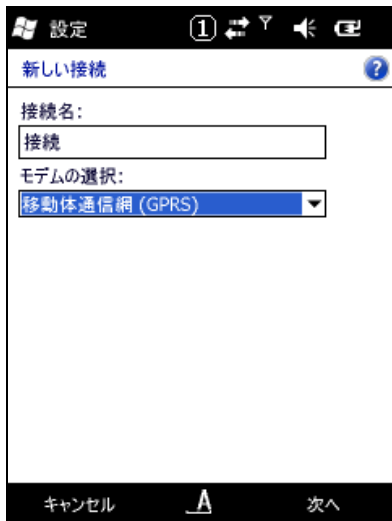 設定 1
新しい接続 ?
接続名:
接続
モデムの選択:
移動体通信網 (GPRS)
キャンセル A 次へ